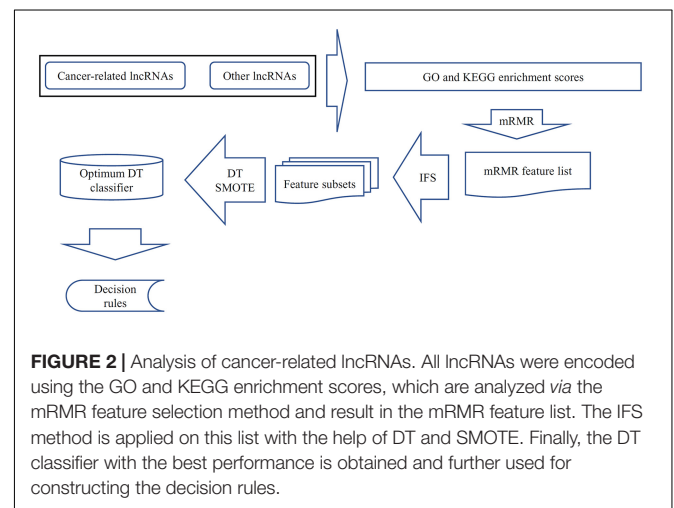 Cancer-related lncRNAs
Other lncRNAs
GO and KEGG enrichment scores
mRMR
mRMR feature list
IFS
Feature subsets
DT
SMOTE
Optimum DT
classifier
Decision
rules
FIGURE 2 | Analysis of cancer-related lncRNAs. All lncRNAs were encoded
using the GO and KEGG enrichment scores, which are analyzed via the
mRMR feature selection method and result in the mRMR feature list. The IFS
method is applied on this list with the help of DT and SMOTE. Finally, the DT
classifier with the best performance is obtained and further used for
constructing the decision rules.